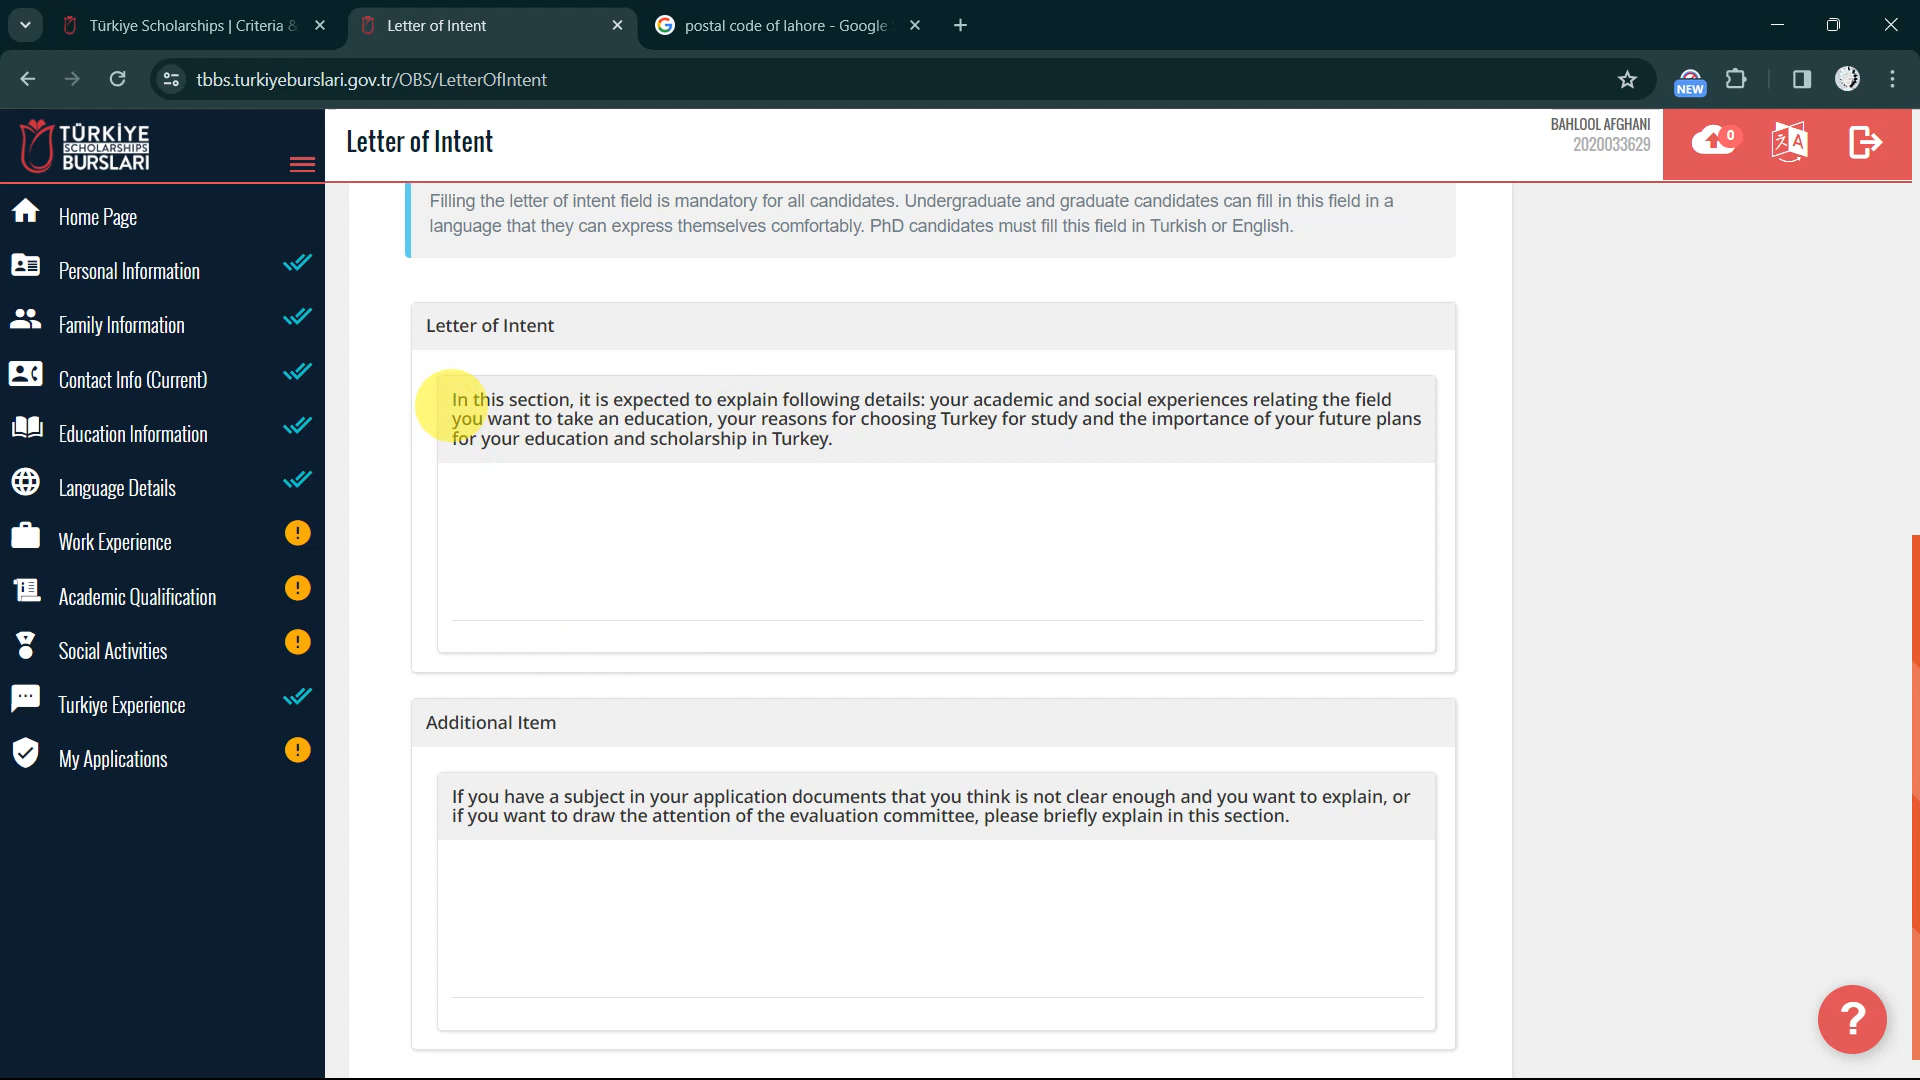 Türkiye Scholarships | Criteria &
Letter of Intent
postal code of lahore - Google
tbbs.turkiyeburslari.gov.tr/OBS/LetterOfIntent
NEW
TÜRKİYE
SCHOLARSHIPS
BURSLARI
Letter of Intent
BAHLOOL AFGHANI
2020033629
0
A
Home Page
Personal Information
Family Information
Contact Info (Current)
Education Information
Language Details
Work Experience
!
Academic Qualification
!
Social Activities
!
Turkiye Experience
My Applications
!
Filling the letter of intent field is mandatory for all candidates. Undergraduate and graduate candidates can fill in this field in a
language that they can express themselves comfortably. PhD candidates must fill this field in Turkish or English.
Letter of Intent
In this section, it is expected to explain following details: your academic and social experiences relating the field
you want to take an education, your reasons for choosing Turkey for study and the importance of your future plans
for your education and scholarship in Turkey.
Additional Item
If you have a subject in your application documents that you think is not clear enough and you want to explain, or
if you want to draw the attention of the evaluation committee, please briefly explain in this section.
?